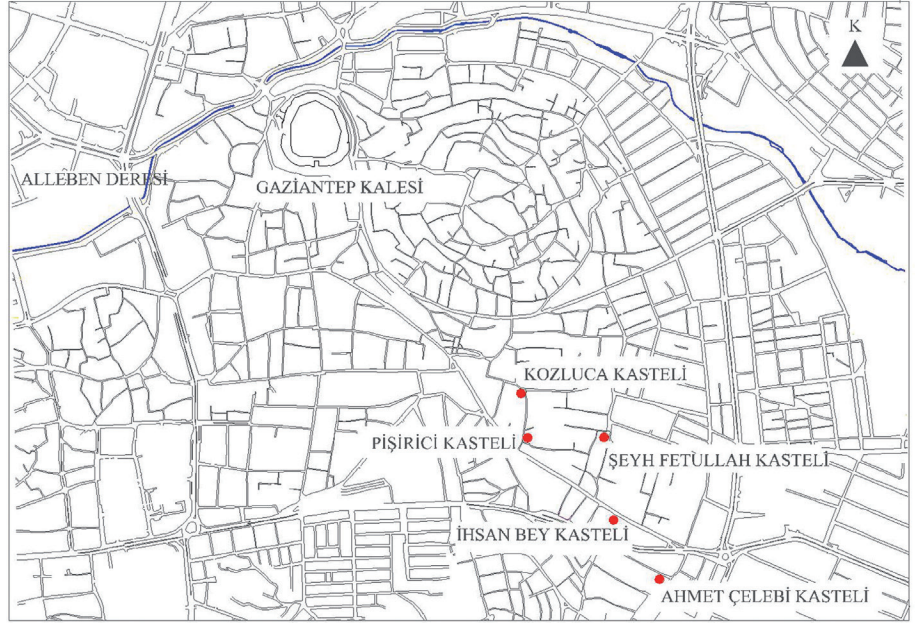 K
ALLEBEN DERESİ
GAZİANTEP KALESİ
KOZLUCA KASTELİ
PİŞİRİCİ KASTELİ
ŞEYH FETULLAH KASTELİ
İHSAN BEY KASTELİ
AHMET ÇELEBİ KASTELİ